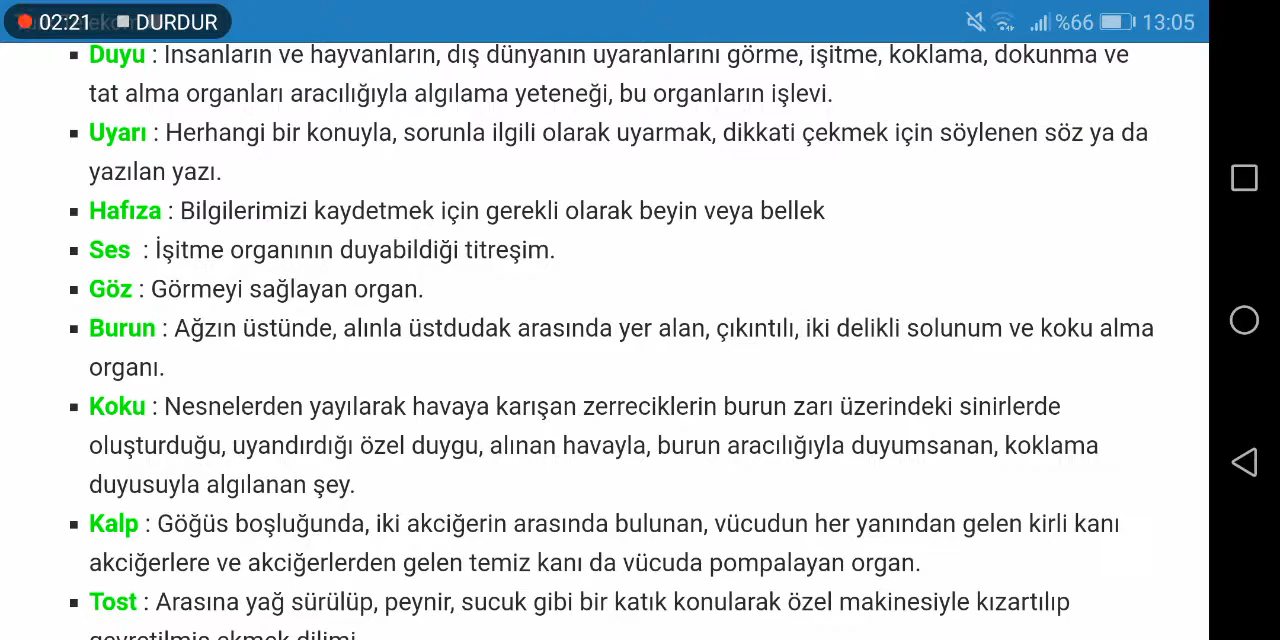 02:21 DURDUR %66 13:05
Duyu : İnsanların ve hayvanların, dış dünyanın uyaranlarını görme, işitme, koklama, dokunma ve
tat alma organları aracılığıyla algılama yeteneği, bu organların işlevi.
Uyarı : Herhangi bir konuyla, sorunla ilgili olarak uyarmak, dikkati çekmek için söylenen söz ya da
yazılan yazı.
Hafıza : Bilgilerimizi kaydetmek için gerekli olarak beyin veya bellek
Ses : İşitme organının duyabildiği titreşim.
Göz : Görmeyi sağlayan organ.
Burun : Ağzın üstünde, alınla üstdudak arasında yer alan, çıkıntılı, iki delikli solunum ve koku alma
organı.
Koku : Nesnelerden yayılarak havaya karışan zerreciklerin burun zarı üzerindeki sinirlerde
oluşturduğu, uyandırdığı özel duygu, alınan havayla, burun aracılığıyla duyumsanan, koklama
duyusuyla algılanan şey.
Kalp : Göğüs boşluğunda, iki akciğerin arasında bulunan, vücudun her yanından gelen kirli kanı
akciğerlere ve akciğerlerden gelen temiz kanı da vücuda pompalayan organ.
Tost : Arasına yağ sürülüp, peynir, sucuk gibi bir katık konularak özel makinesiyle kızartılıp
gevretilmiş ekmek dilimi.